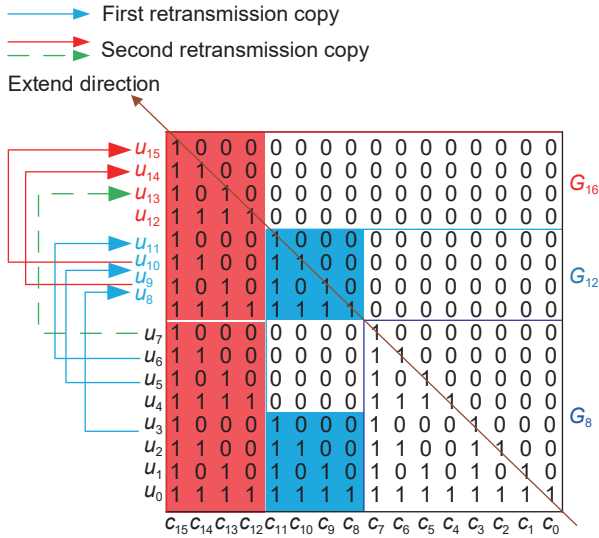 First retransmission copy
Second retransmission copy
Extend direction
u15 1 0 0 0 0 0 0 0 0 0 0 0 0 0 0 0
u14 1 1 0 0 0 0 0 0 0 0 0 0 0 0 0 0 G16
u13 1 0 1 0 0 0 0 0 0 0 0 0 0 0 0 0
u12 1 1 1 1 0 0 0 0 0 0 0 0 0 0 0 0
u11 1 0 0 0 1 0 0 0 0 0 0 0 0 0 0 0
u10 1 1 0 0 1 1 0 0 0 0 0 0 0 0 0 0 G12
u9 1 0 1 0 1 0 1 0 0 0 0 0 0 0 0 0
u8 1 1 1 1 1 1 1 1 0 0 0 0 0 0 0 0
u7 1 0 0 0 0 0 0 0 1 0 0 0 0 0 0 0
u6 1 1 0 0 0 0 0 0 1 1 0 0 0 0 0 0
u5 1 0 1 0 0 0 0 0 1 0 1 0 0 0 0 0
u4 1 1 1 1 0 0 0 0 1 1 1 1 0 0 0 0 G8
u3 1 0 0 0 1 0 0 0 1 0 0 0 1 0 0 0
u2 1 1 0 0 1 1 0 0 1 1 0 0 1 1 0 0
u1 1 0 1 0 1 0 1 0 1 0 1 0 1 0 1 0
u0 1 1 1 1 1 1 1 1 1 1 1 1 1 1 1 1
c15 c14 c13 c12 c11 c10 c9 c8 c7 c6 c5 c4 c3 c2 c1 c0